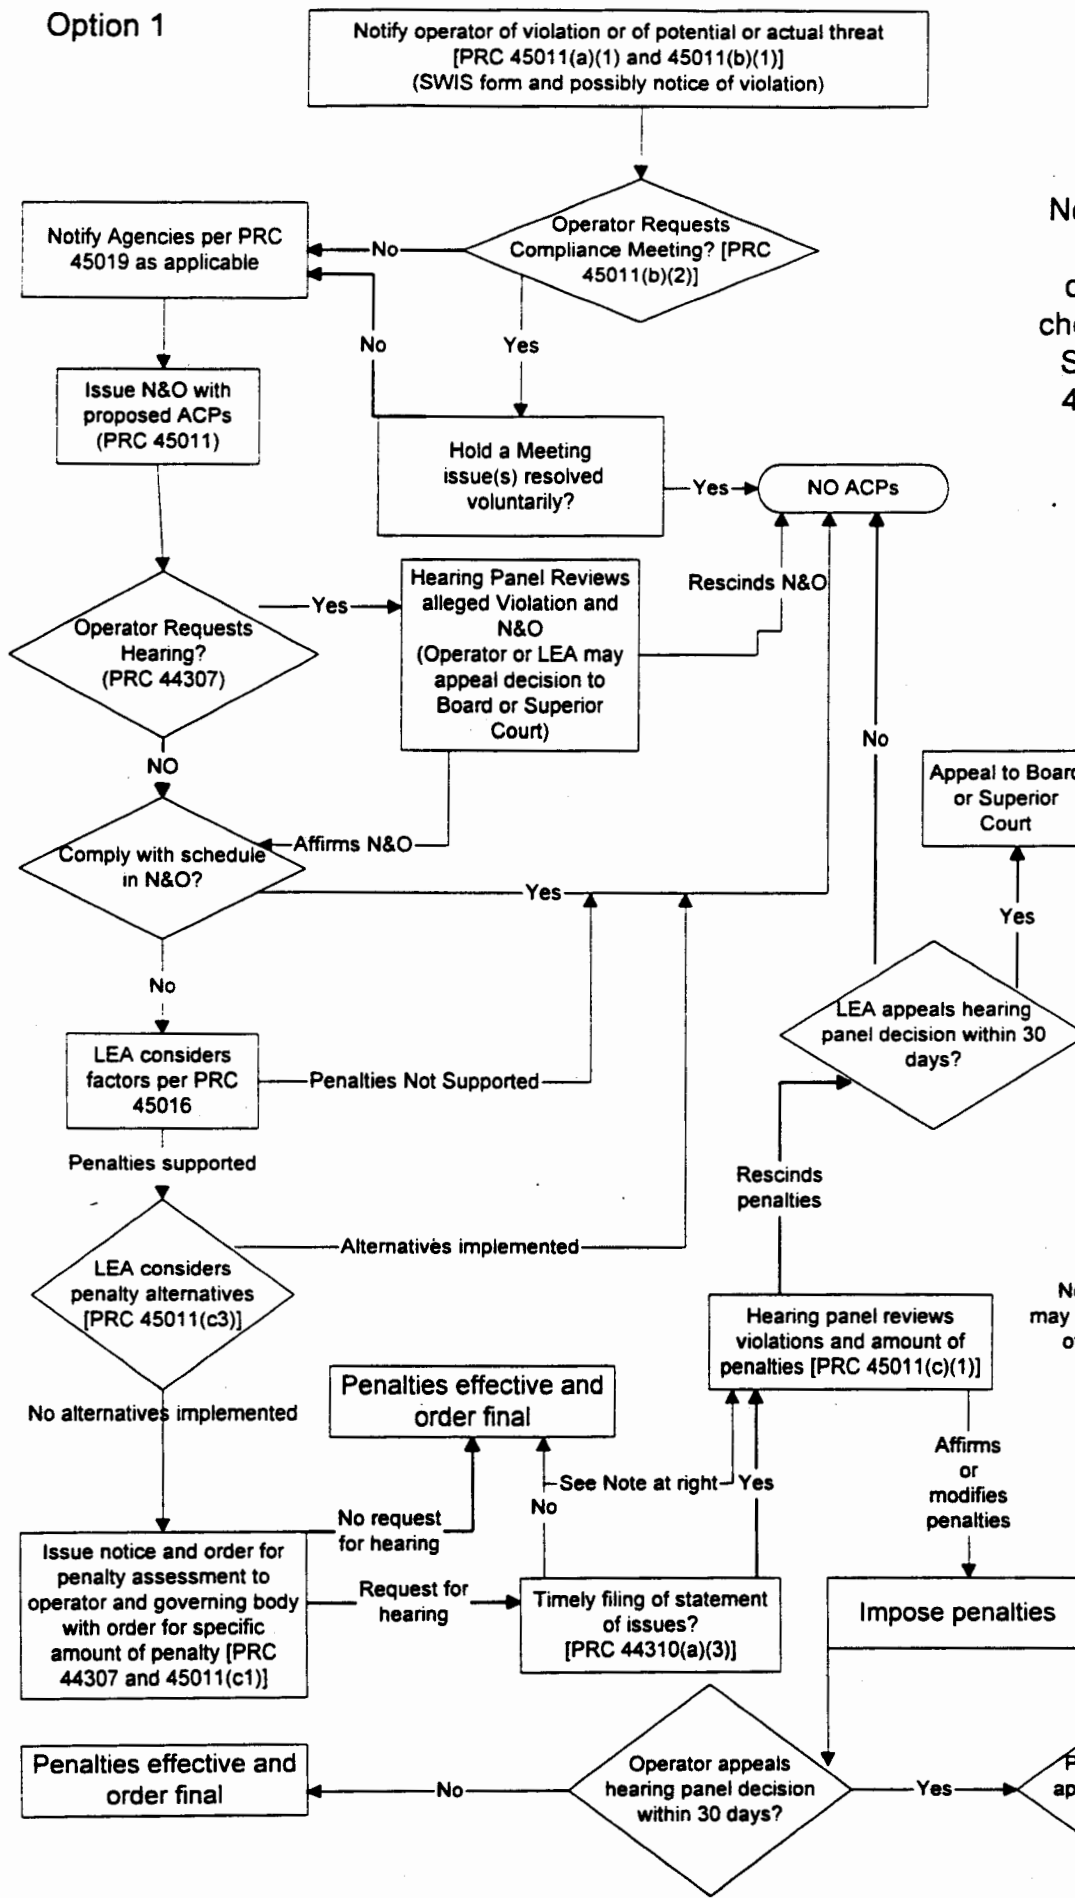 Option 1
Notify operator of violation or of potential or actual threat
[PRC 45011(a)(1) and 45011(b)(1)]
(SWIS form and possibly notice of violation)
Operator Requests
Compliance Meeting? [PRC
45011(b)(2)]
No
Notify Agencies per PRC
45019 as applicable
No
Yes
Issue N&O with
proposed ACPs
(PRC 45011)
Hold a Meeting
issue(s) resolved
voluntarily?
Yes
NO ACPs
Operator Requests
Hearing?
(PRC 44307)
Yes
Hearing Panel Reviews
alleged Violation and
N&O
(Operator or LEA may
appeal decision to
Board or Superior
Court)
Rescinds N&O
NO
No
Appeal to Board
or Superior
Court
Comply with schedule
in N&O?
Affirms N&O
Yes
Yes
No
LEA appeals hearing
panel decision within 30
days?
LEA considers
factors per PRC
45016
Penalties Not Supported
Penalties supported
Rescinds
penalties
LEA considers
penalty alternatives
[PRC 45011(c3)]
Alternatives implemented
Hearing panel reviews
violations and amount of
penalties [PRC 45011(c)(1)]
may
No alternatives implemented
Penalties effective and
order final
See Note at right
Yes
No
Affirms
or
modifies
penalties
No request
for hearing
Issue notice and order for
penalty assessment to
operator and governing body
with order for specific
amount of penalty [PRC
44307 and 45011(c1)]
Request for
hearing
Timely filing of statement
of issues?
[PRC 44310(a)(3)]
Impose penalties
Penalties effective and
order final
No
Operator appeals
hearing panel decision
within 30 days?
Yes